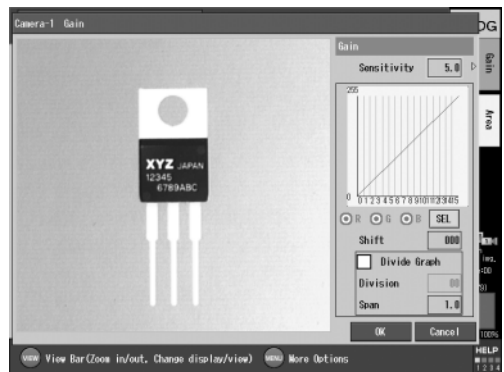 Camera-1 Gain
OG
Gain
Sensitivity 5.0
Gain
255
Area
0
0 1 2 3 4 5 6 7 8 9 10 11 12 13 14 15
R G B SEL
Shift 000
Divide Graph
Division 00
Span 1.0
XYZ JAPAN
12345
6789ABC
OK Cancel
100%
VIEW View Bar(Zoom in/out. Change display/view) MENU More Options
HELP
1 2 3 4